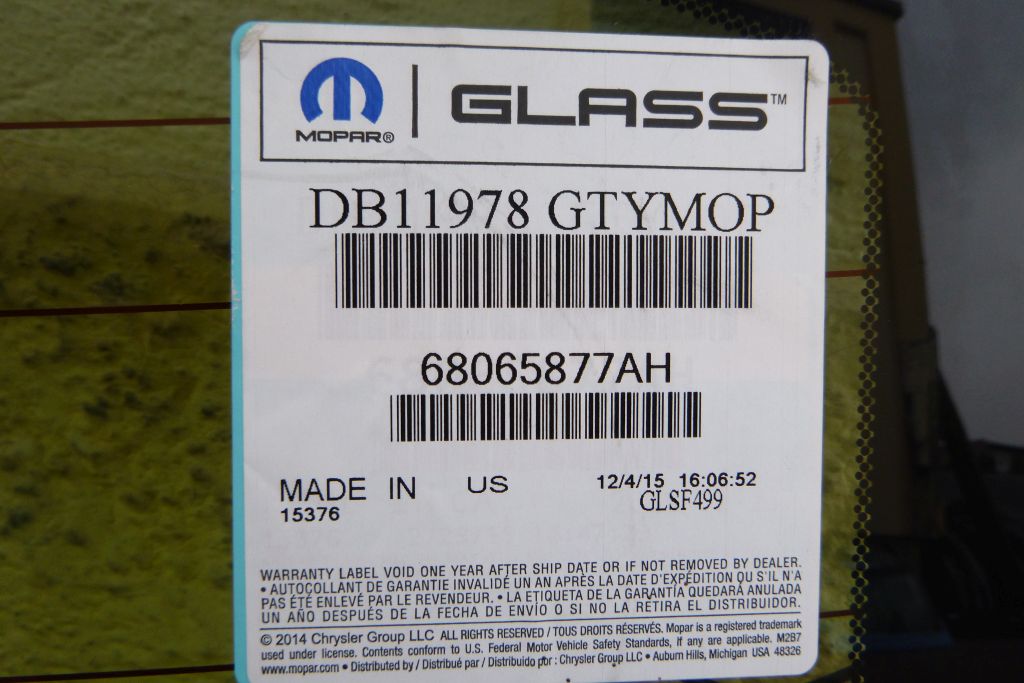 MOPAR® | GLASS™
DB11978 GTYMOP
68065877AH
MADE IN US 12/4/15 16:06:52
15376 GLSF499
WARRANTY LABEL VOID ONE YEAR AFTER SHIP DATE OR IF NOT REMOVED BY DEALER.
• AUTOCOLLANT DE GARANTIE INVALIDÉ UN AN APRÈS LA DATE D'EXPÉDITION OU S'IL N'A
PAS ÉTÉ ENLEVÉ PAR LE REVENDEUR. • LA ETIQUETA DE LA GARANTÍA QUEDARÁ ANULADA
UN AÑO DESPUÉS DE LA FECHA DE ENVÍO O SI NO LA RETIRA EL DISTRIBUIDOR.
© 2014 Chrysler Group LLC ALL RIGHTS RESERVED / TOUS DROITS RÉSERVÉS. Mopar is a registered trademark
used under license. Contents conform to U.S. Federal Motor Vehicle Safety Standards, if any are applicable. M2B7
www.mopar.com • Distributed by / Distribué par / Distribuido por : Chrysler Group LLC • Auburn Hills, Michigan USA 48326